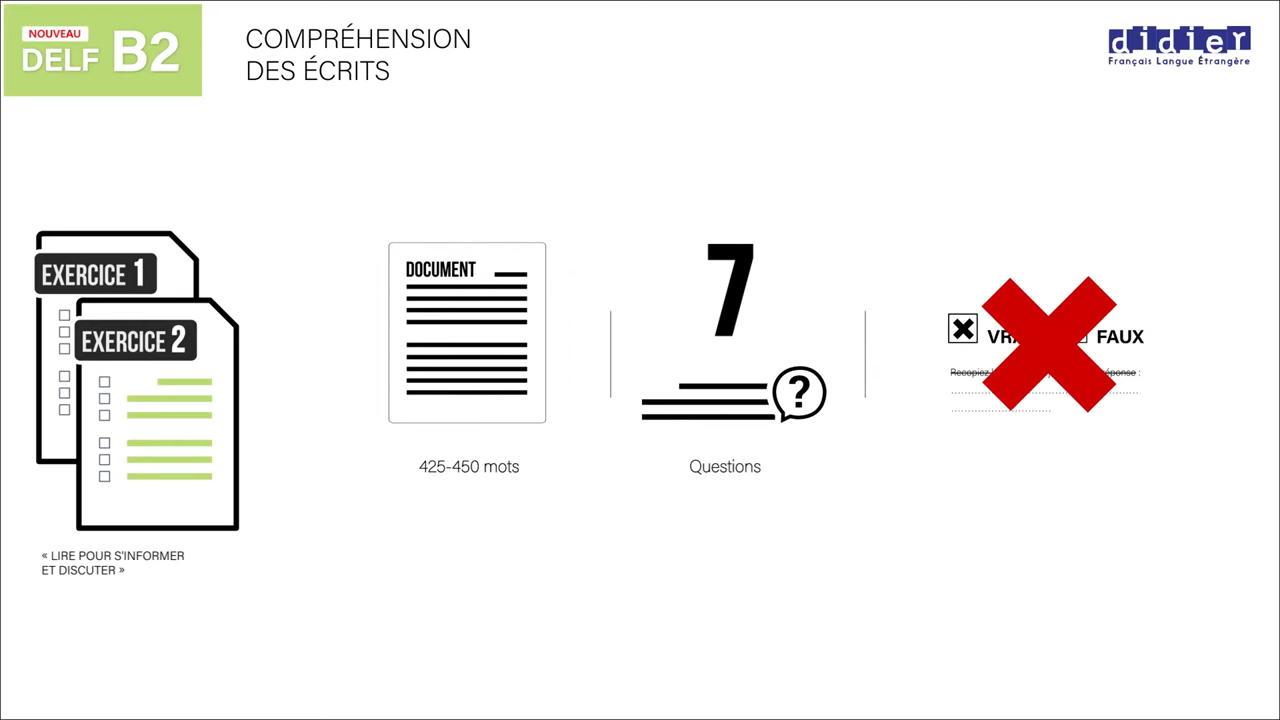 NOUVEAU
DELF B2
COMPRÉHENSION
DES ÉCRITS
didier
Français Langue Étrangère
EXERCICE 1
EXERCICE 2
« LIRE POUR S'INFORMER
ET DISCUTER »
DOCUMENT
425-450 mots
7
?
Questions
FAUX